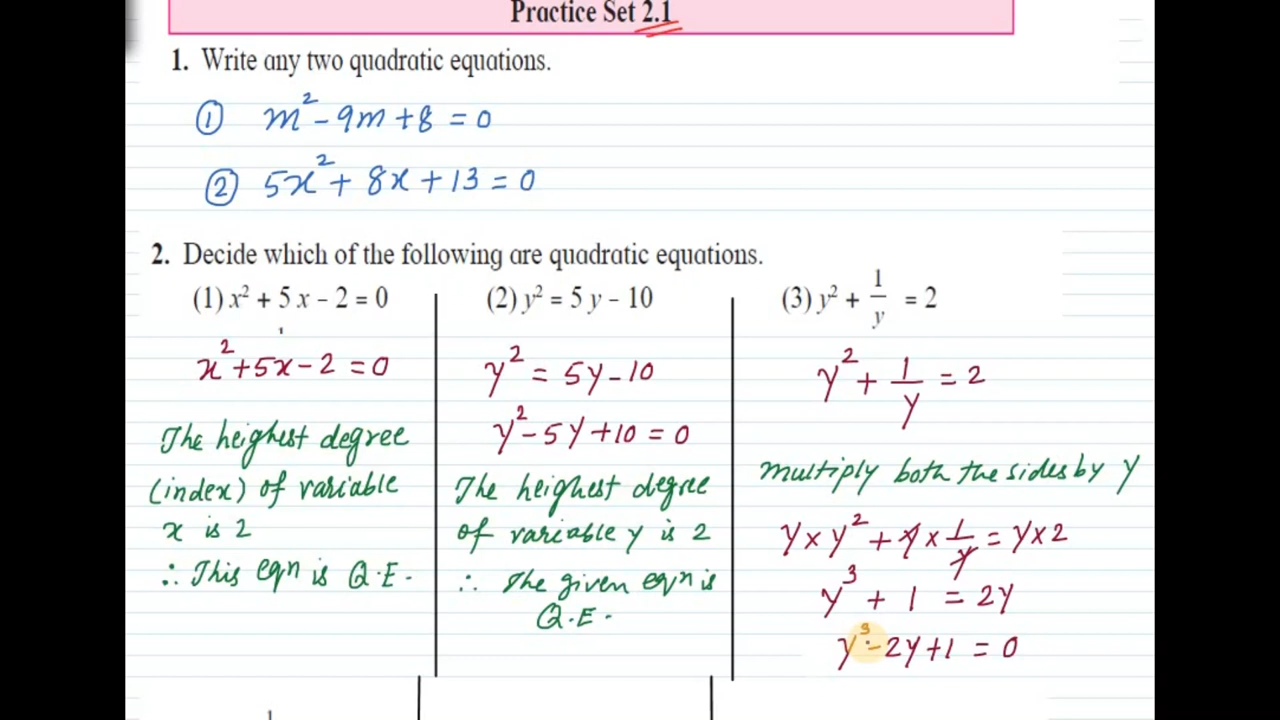 Practice Set 2.1
1. Write any two quadratic equations.
① m² - 9m + 8 = 0
② 5x² + 8x + 13 = 0
2. Decide which of the following are quadratic equations.
(1) x² + 5 x – 2 = 0
x² + 5x - 2 = 0
The heighest degree
(index) of variable
x is 2
∴ This eqn is Q.E.
(2) y² = 5 y – 10
y² = 5y - 10
y² - 5y + 10 = 0
The heighest degree
of variable y is 2
∴ The given eqn is
Q.E.
(3) y² + 1/y = 2
y² + 1/y = 2
multiply both the sides by y
y × y² + y × 1/y = y × 2
y³ + 1 = 2y
y³ - 2y + 1 = 0